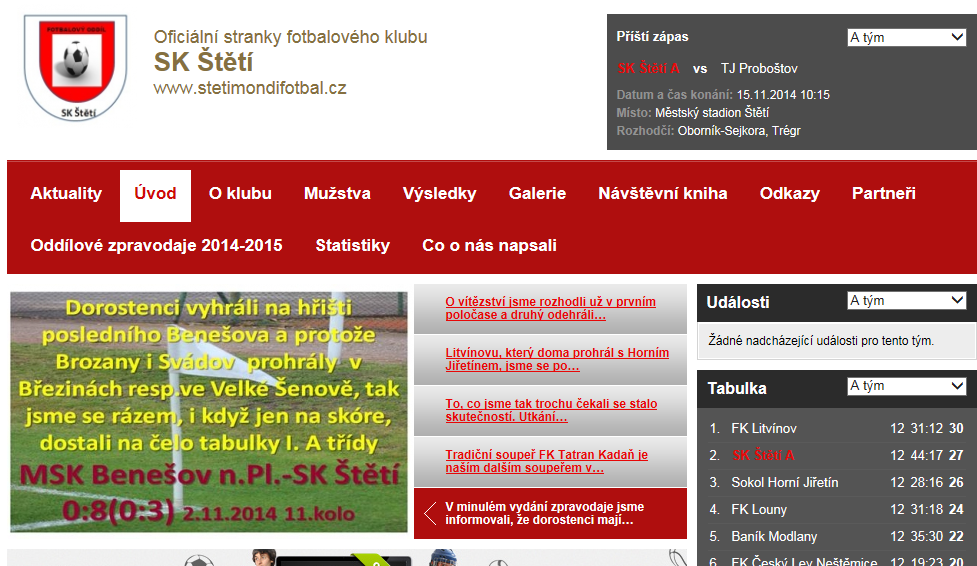 FOTBALOVÝ ODDÍL
SK Štětí
Oficiální stranky fotbalového klubu
SK Štětí
www.stetimondifotbal.cz
Příští zápas
A tým
SK Štětí A vs TJ Proboštov
Datum a čas konání: 15.11.2014 10:15
Místo: Městský stadion Štětí
Rozhodčí: Oborník-Sejkora, Trégr
Aktuality Úvod O klubu Mužstva Výsledky Galerie Návštěvní kniha Odkazy Partneři
Oddílové zpravodaje 2014-2015 Statistiky Co o nás napsali
Dorostenci vyhráli na hřišti
posledního Benešova a protože
Brozany i Svádov prohrály v
Březinách resp.ve Velké Šenově, tak
jsme se rázem, i když jen na skóre,
dostali na čelo tabulky I. A třídy
MSK Benešov n.Pl.-SK Štětí
0:8(0:3) 2.11.2014 11.kolo
O vítězství jsme rozhodli už v prvním
poločase a druhý odehráli…
Litvínovu, který doma prohrál s Horním
Jiřetínem, jsme se po…
To, co jsme tak trochu čekali se stalo
skutečností. Utkání…
Tradiční soupeř FK Tatran Kadaň je
naším dalším soupeřem v…
V minulém vydání zpravodaje jsme
informovali, že dorostenci mají…
Události
A tým
Žádné nadcházející události pro tento tým.
Tabulka
A tým
1. FK Litvínov 12 31:12 30
2. SK Štětí A 12 44:17 27
3. Sokol Horní Jiřetín 12 28:16 26
4. FK Louny 12 31:18 24
5. Baník Modlany 12 35:30 22
6. FK Český Lev Neštěmice 12 19:23 20